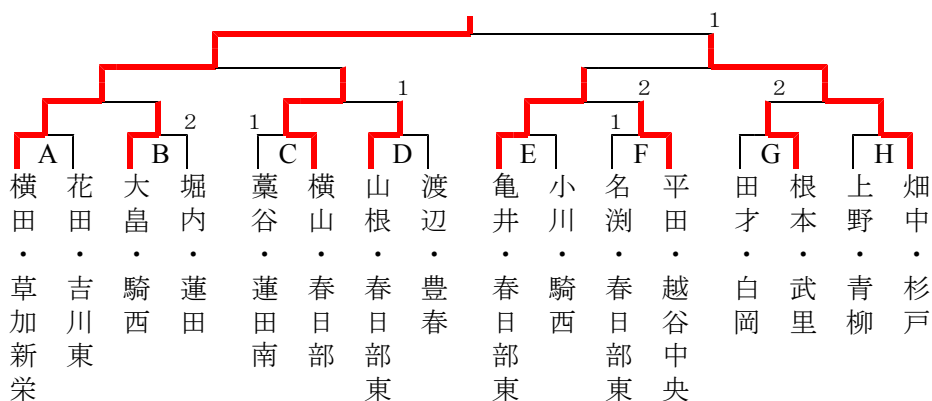 1
1
2
2
2
1
1
A
B
C
D
E
F
G
H
横田・草加新栄
花田・吉川東
大畠・騎西
堀内・蓮田
藁谷・蓮田南
横山・春日部
山根・春日部東
渡辺・豊春
亀井・春日部東
小川・騎西
名渕・春日部東
平田・越谷中央
田才・白岡
根本・武里
上野・青柳
畑中・杉戸